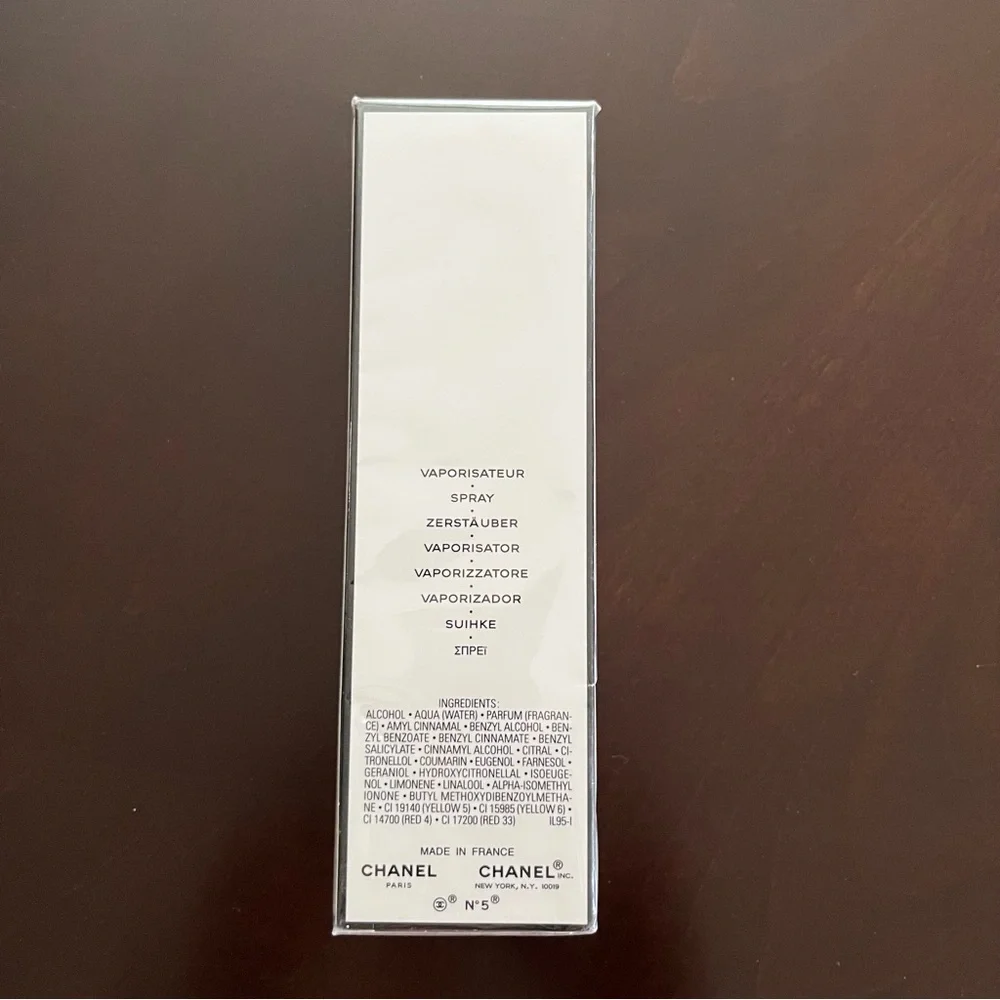 VAPORISATEUR
•
SPRAY
•
ZERSTÄUBER
•
VAPORISATOR
•
VAPORIZZATORE
•
VAPORIZADOR
•
SUIHKE
•
ΣΠΡΕΪ
INGREDIENTS:
ALCOHOL • AQUA (WATER) • PARFUM (FRAGRAN-
CE) • AMYL CINNAMAL • BENZYL ALCOHOL • BEN-
ZYL BENZOATE • BENZYL CINNAMATE • BENZYL
SALICYLATE • CINNAMYL ALCOHOL • CITRAL • CI-
TRONELLOL • COUMARIN • EUGENOL • FARNESOL •
GERANIOL • HYDROXYCITRONELLAL • ISOEUGE-
NOL • LIMONENE • LINALOOL • ALPHA-ISOMETHYL
IONONE • BUTYL METHOXYDIBENZOYLMETHA-
NE • CI 19140 (YELLOW 5) • CI 15985 (YELLOW 6) •
CI 14700 (RED 4) • CI 17200 (RED 33) IL95-I
MADE IN FRANCE
CHANEL CHANEL® INC.
PARIS NEW YORK, N.Y. 10019
® N°5®